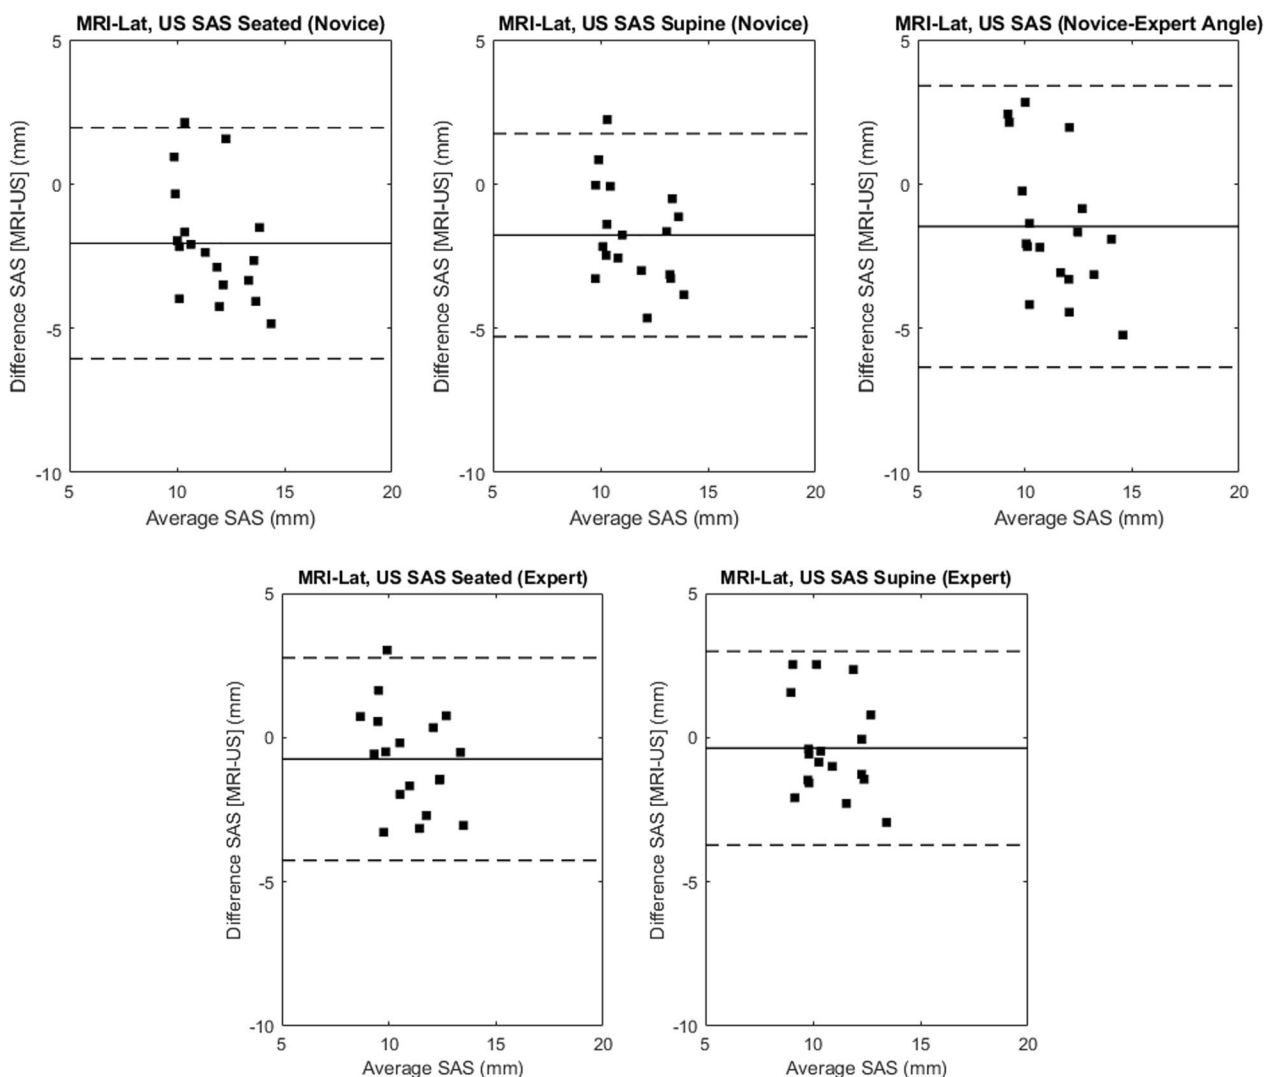 MRI-Lat, US SAS Seated (Novice)
5
0
-5
-10
5
10
15
20
Difference SAS [MRI-US] (mm)
Average SAS (mm)
MRI-Lat, US SAS Supine (Novice)
5
0
-5
-10
5
10
15
20
Difference SAS [MRI-US] (mm)
Average SAS (mm)
MRI-Lat, US SAS (Novice-Expert Angle)
5
0
-5
-10
5
10
15
20
Difference SAS [MRI-US] (mm)
Average SAS (mm)
MRI-Lat, US SAS Seated (Expert)
5
0
-5
-10
5
10
15
20
Difference SAS [MRI-US] (mm)
Average SAS (mm)
MRI-Lat, US SAS Supine (Expert)
5
0
-5
-10
5
10
15
20
Difference SAS [MRI-US] (mm)
Average SAS (mm)